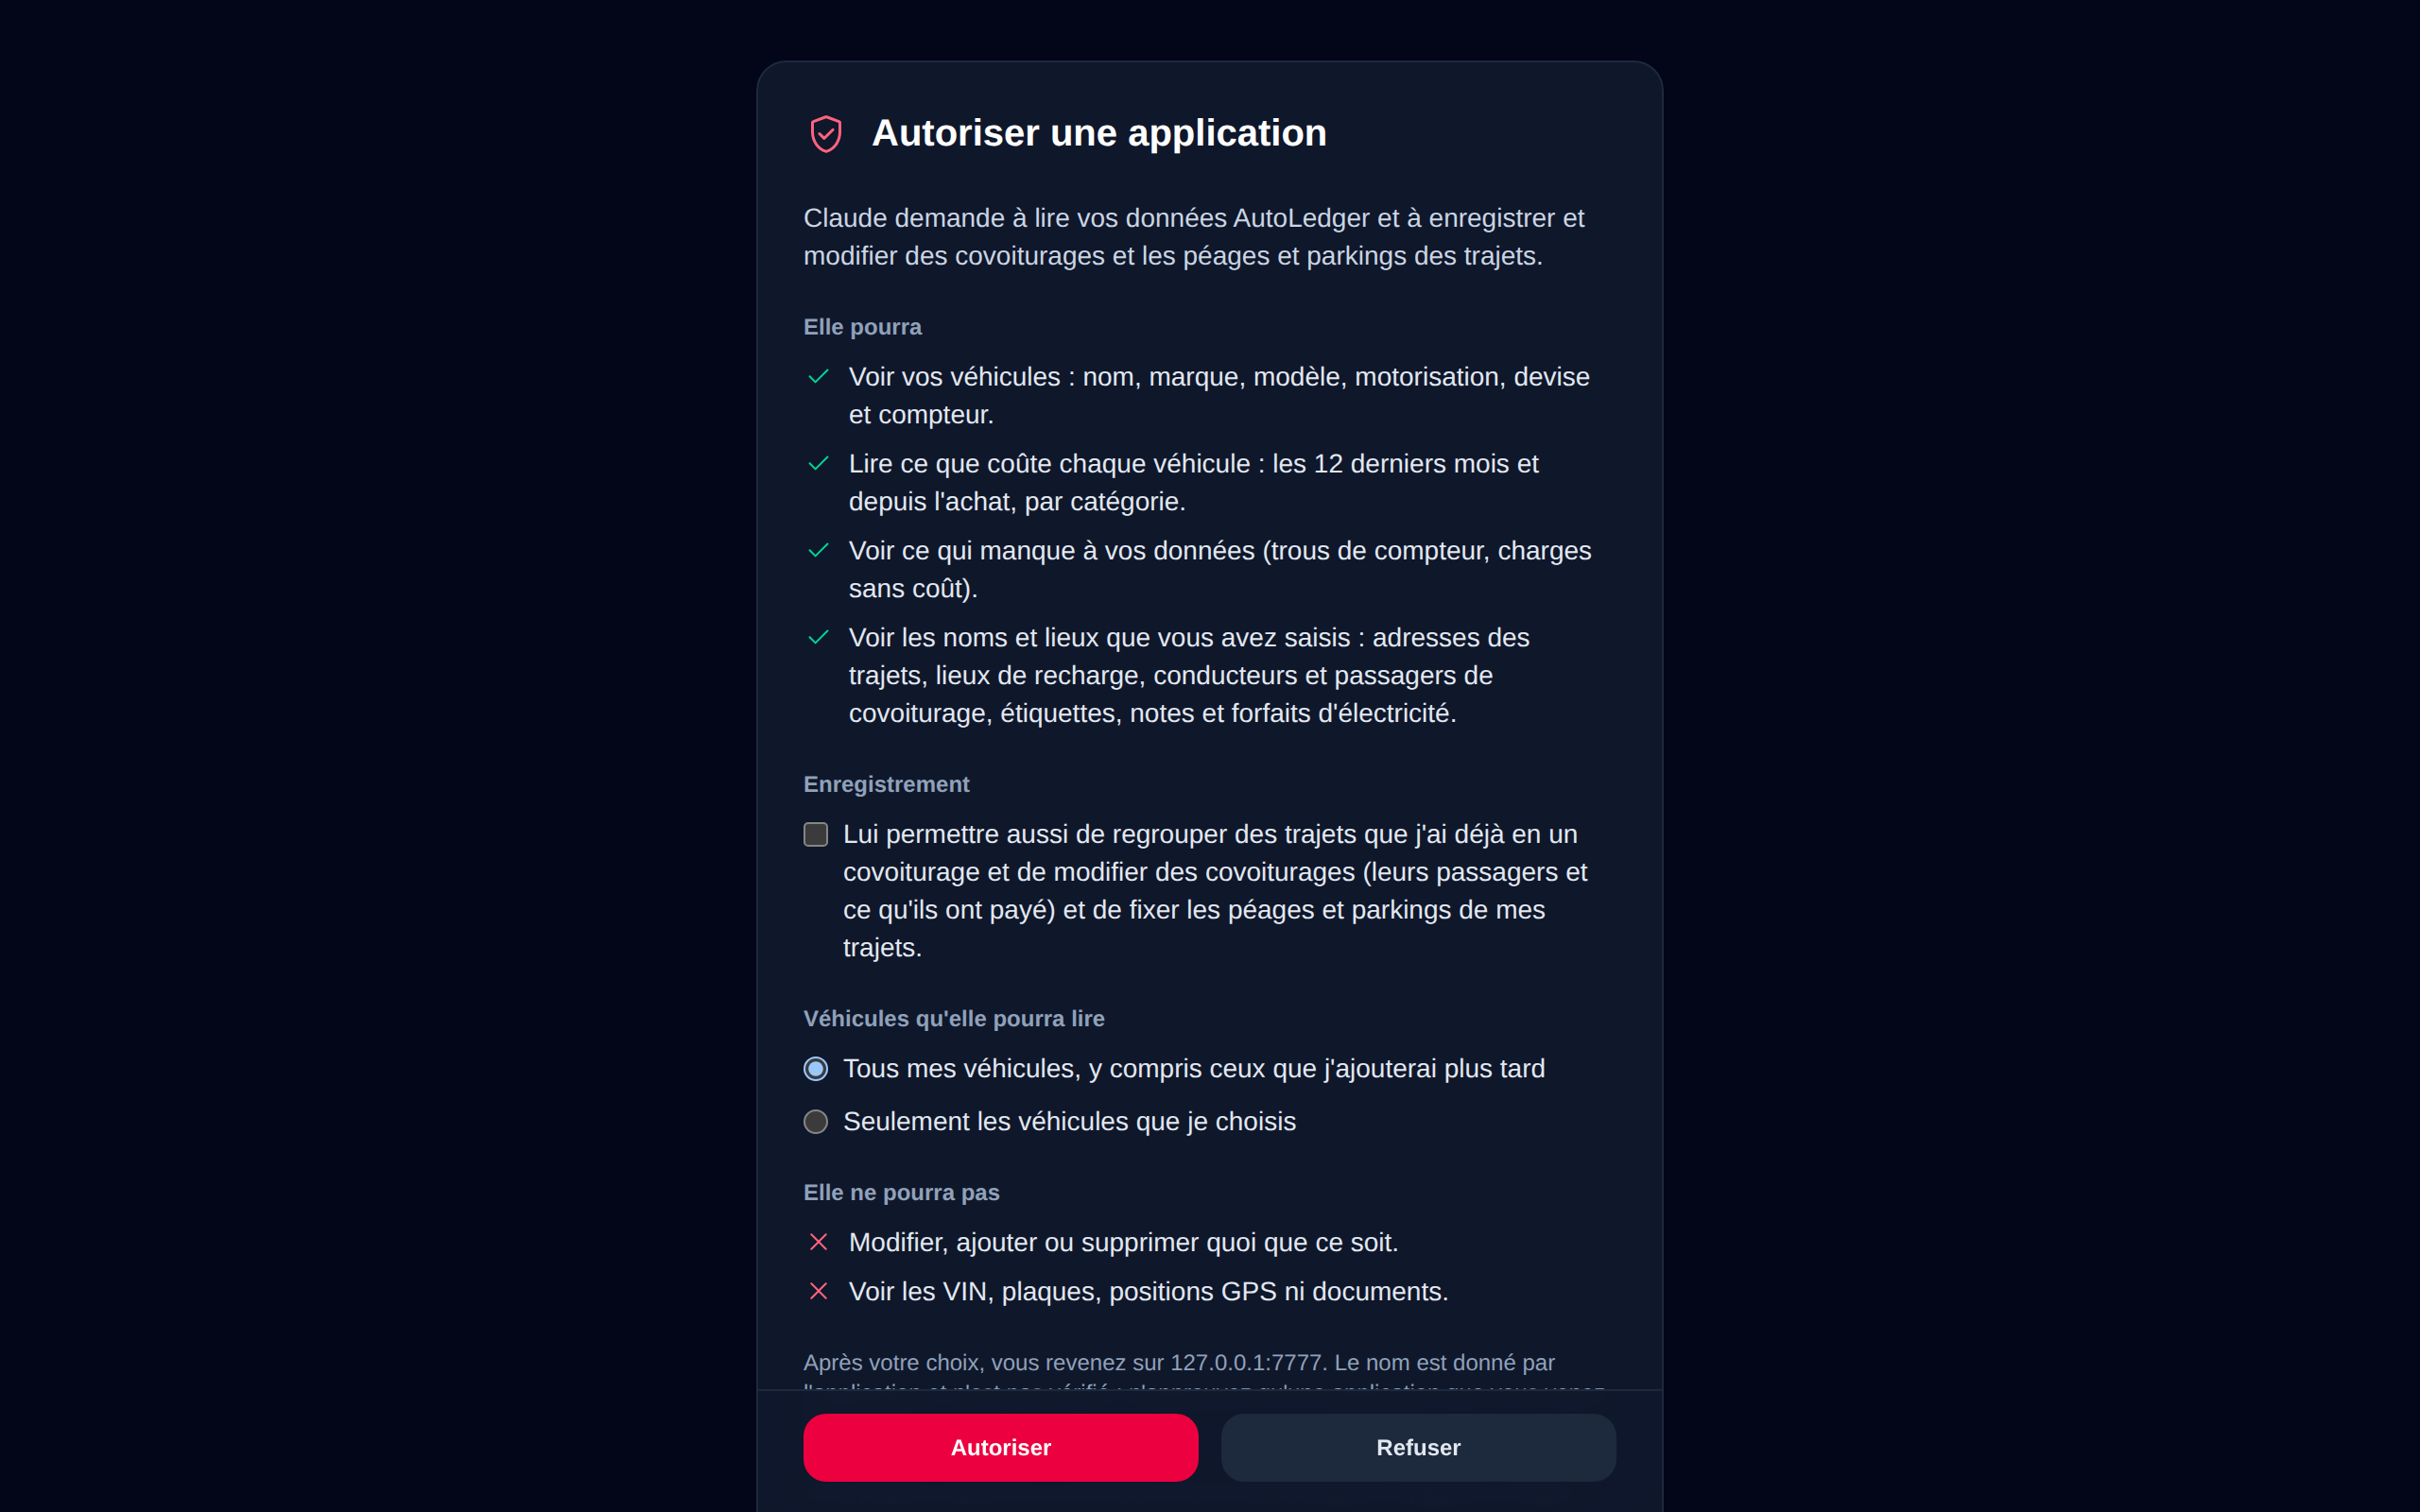 Autoriser une application
Claude demande à lire vos données AutoLedger et à enregistrer et
modifier des covoiturages et les péages et parkings des trajets.
Elle pourra
Voir vos véhicules : nom, marque, modèle, motorisation, devise
et compteur.
Lire ce que coûte chaque véhicule : les 12 derniers mois et
depuis l'achat, par catégorie.
Voir ce qui manque à vos données (trous de compteur, charges
sans coût).
Voir les noms et lieux que vous avez saisis : adresses des
trajets, lieux de recharge, conducteurs et passagers de
covoiturage, étiquettes, notes et forfaits d'électricité.
Enregistrement
Lui permettre aussi de regrouper des trajets que j'ai déjà en un
covoiturage et de modifier des covoiturages (leurs passagers et
ce qu'ils ont payé) et de fixer les péages et parkings de mes
trajets.
Véhicules qu'elle pourra lire
Tous mes véhicules, y compris ceux que j'ajouterai plus tard
Seulement les véhicules que je choisis
Elle ne pourra pas
Modifier, ajouter ou supprimer quoi que ce soit.
Voir les VIN, plaques, positions GPS ni documents.
Après votre choix, vous revenez sur 127.0.0.1:7777. Le nom est donné par
Autoriser
Refuser